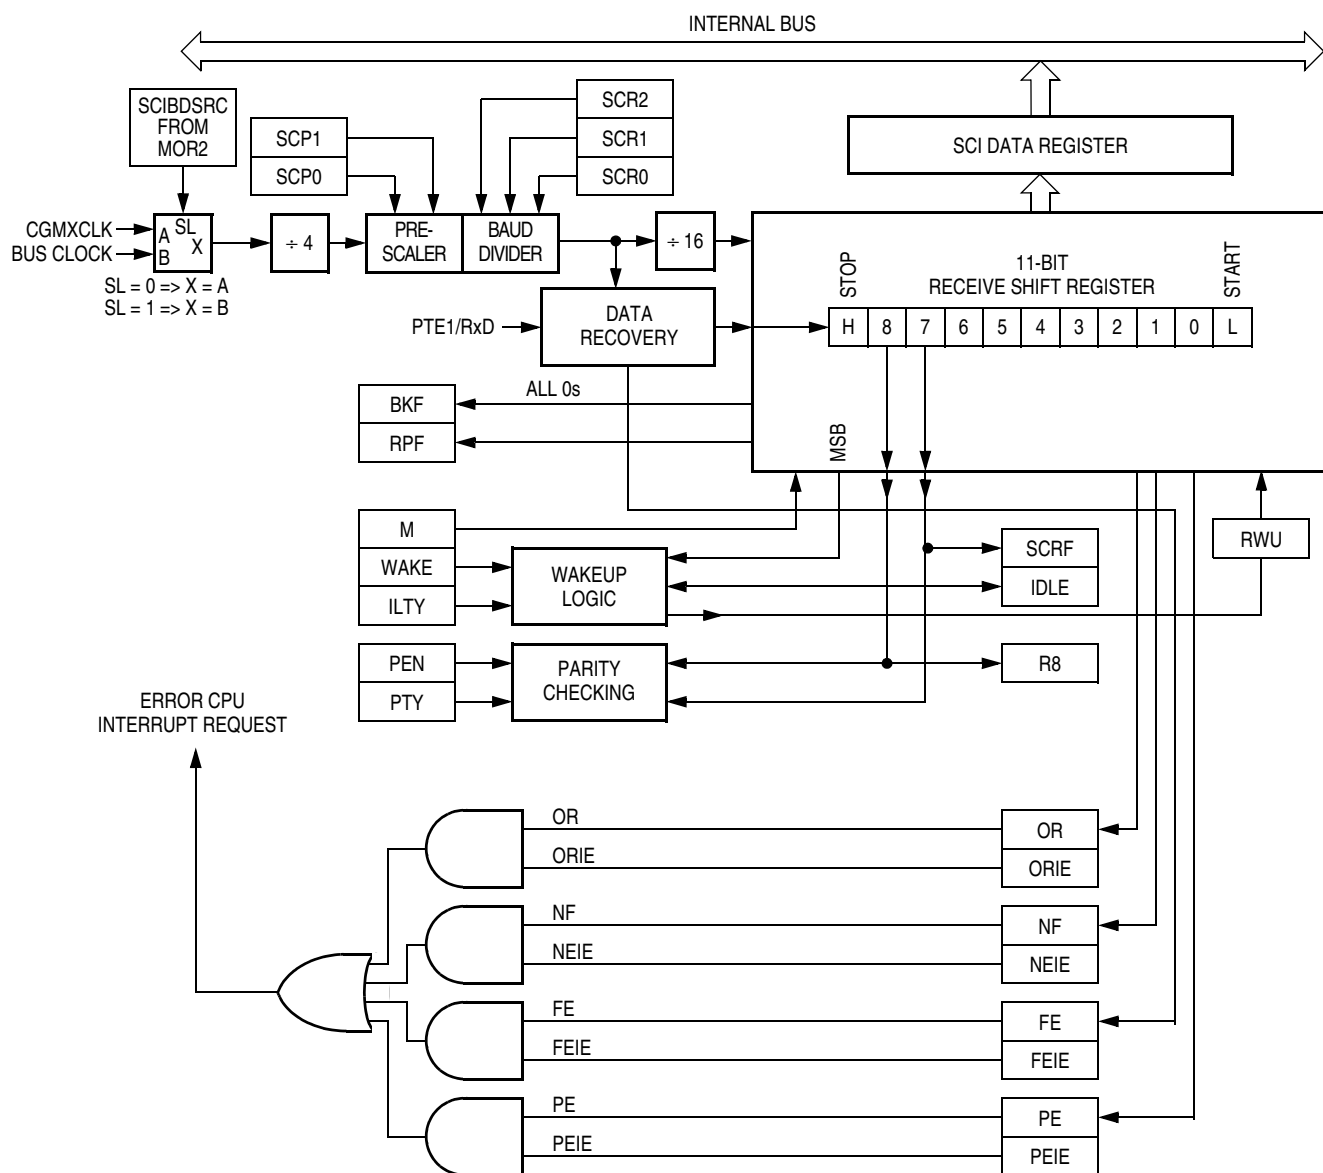 INTERNAL BUS
SCIBDSRC
FROM
MOR2
SCP1
SCP0
SCR2
SCR1
SCR0
SCI DATA REGISTER
CGMXCLK
BUS CLOCK
A
B
SL
X
SL = 0 => X = A
SL = 1 => X = B
÷ 4
PRE-
SCALER
BAUD
DIVIDER
÷ 16
STOP
11-BIT
RECEIVE SHIFT REGISTER
START
H 8 7 6 5 4 3 2 1 0 L
PTE1/RxD
DATA
RECOVERY
ALL 0s
BKF
RPF
MSB
M
WAKE
ILTY
WAKEUP
LOGIC
SCRF
IDLE
RWU
PEN
PTY
PARITY
CHECKING
R8
ERROR CPU
INTERRUPT REQUEST
OR
OR
ORIE
ORIE
NF
NF
NEIE
NEIE
FE
FE
FEIE
FEIE
PE
PE
PEIE
PEIE